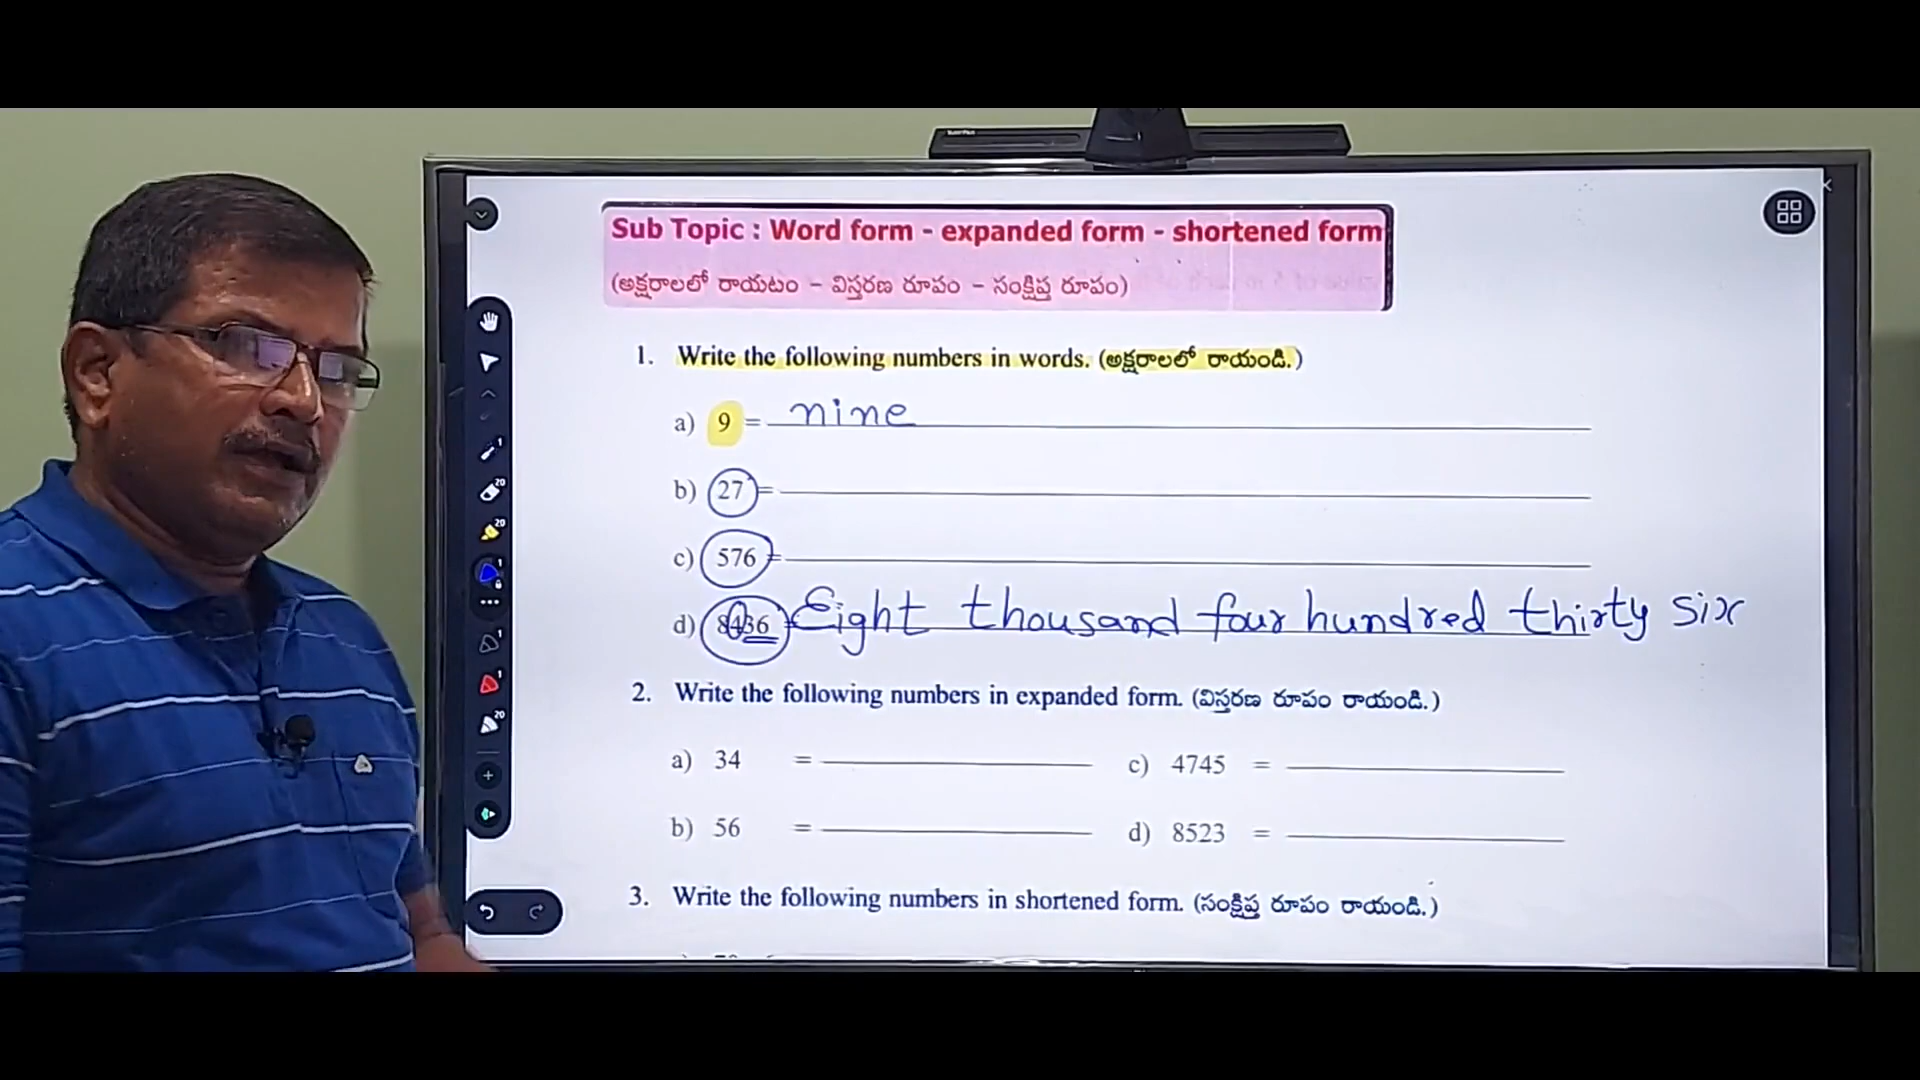 Sub Topic : Word form - expanded form - shortened form
(అక్షరాలలో రాయటం – విస్తరణ రూపం – సంక్షిప్త రూపం)
1. Write the following numbers in words. (అక్షరాలలో రాయండి.)
a) 9 = nine
b) 27 =
c) 576 =
d) 8436 = Eight thousand four hundred thirty six
2. Write the following numbers in expanded form. (విస్తరణ రూపం రాయండి.)
a) 34 = c) 4745 =
b) 56 = d) 8523 =
3. Write the following numbers in shortened form. (సంక్షిప్త రూపం రాయండి.)